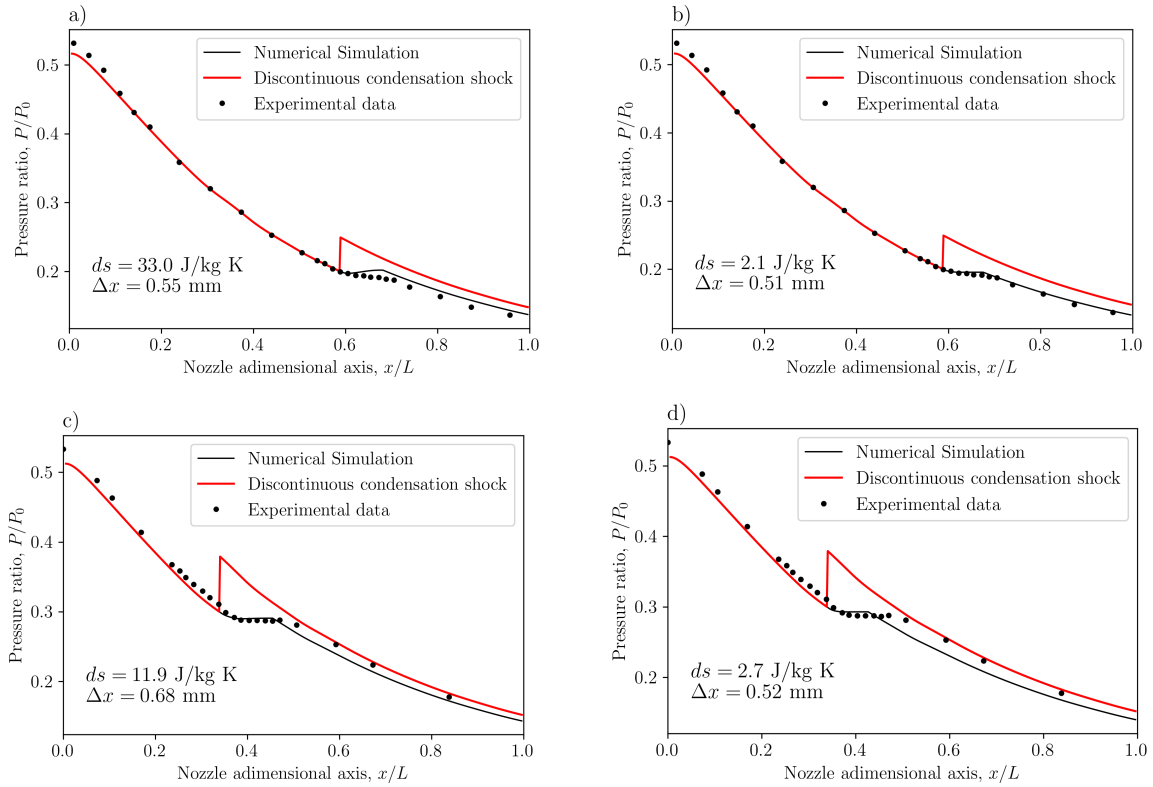 a)
Numerical Simulation
Discontinuous condensation shock
Experimental data
0.5
0.4
0.3
0.2
Pressure ratio, P/P₀
ds = 33.0 J/kg K
Δx = 0.55 mm
0.0 0.2 0.4 0.6 0.8 1.0
Nozzle adimensional axis, x/L
b)
Numerical Simulation
Discontinuous condensation shock
Experimental data
0.5
0.4
0.3
0.2
Pressure ratio, P/P₀
ds = 2.1 J/kg K
Δx = 0.51 mm
0.0 0.2 0.4 0.6 0.8 1.0
Nozzle adimensional axis, x/L
c)
Numerical Simulation
Discontinuous condensation shock
Experimental data
0.5
0.4
0.3
0.2
Pressure ratio, P/P₀
ds = 11.9 J/kg K
Δx = 0.68 mm
0.0 0.2 0.4 0.6 0.8 1.0
Nozzle adimensional axis, x/L
d)
Numerical Simulation
Discontinuous condensation shock
Experimental data
0.5
0.4
0.3
0.2
Pressure ratio, P/P₀
ds = 2.7 J/kg K
Δx = 0.52 mm
0.0 0.2 0.4 0.6 0.8 1.0
Nozzle adimensional axis, x/L